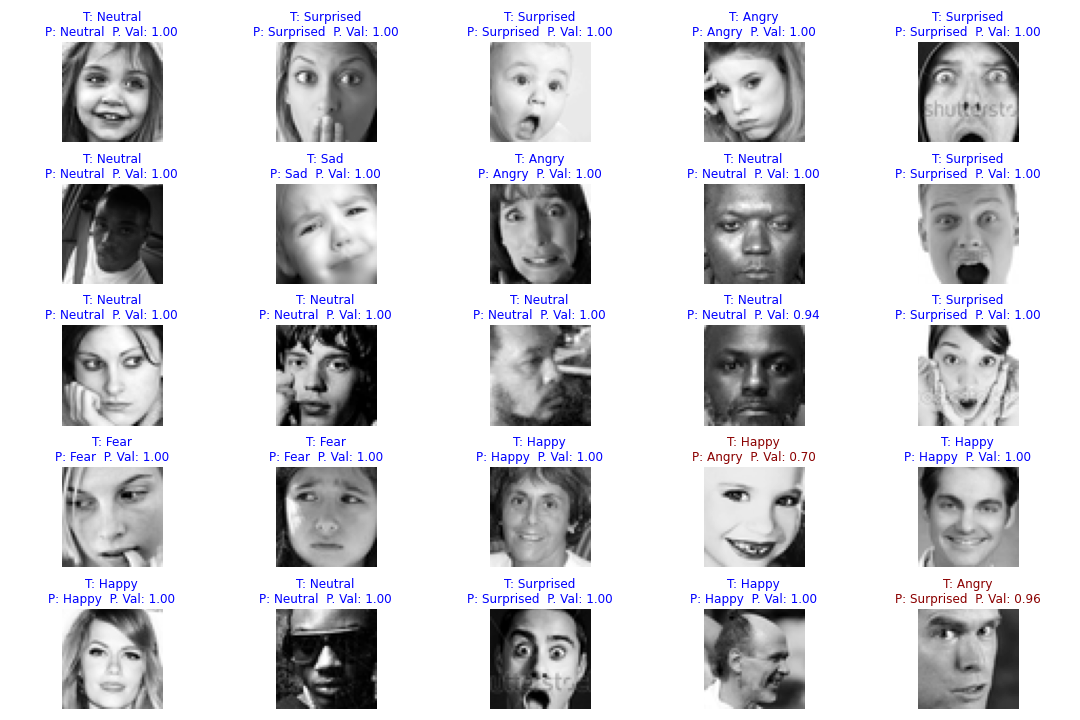 T: Neutral
P: Neutral  P. Val: 1.00
T: Surprised
P: Surprised  P. Val: 1.00
T: Surprised
P: Surprised  P. Val: 1.00
T: Angry
P: Angry  P. Val: 1.00
T: Surprised
P: Surprised  P. Val: 1.00
shuttersto
T: Neutral
P: Neutral  P. Val: 1.00
T: Sad
P: Sad  P. Val: 1.00
T: Angry
P: Angry  P. Val: 1.00
T: Neutral
P: Neutral  P. Val: 1.00
T: Surprised
P: Surprised  P. Val: 1.00
T: Neutral
P: Neutral  P. Val: 1.00
T: Neutral
P: Neutral  P. Val: 1.00
T: Neutral
P: Neutral  P. Val: 1.00
T: Neutral
P: Neutral  P. Val: 0.94
T: Surprised
P: Surprised  P. Val: 1.00
T: Fear
P: Fear  P. Val: 1.00
T: Fear
P: Fear  P. Val: 1.00
T: Happy
P: Happy  P. Val: 1.00
T: Happy
P: Angry  P. Val: 0.70
T: Happy
P: Happy  P. Val: 1.00
T: Happy
P: Happy  P. Val: 1.00
T: Neutral
P: Neutral  P. Val: 1.00
T: Surprised
P: Surprised  P. Val: 1.00
T: Happy
P: Happy  P. Val: 1.00
T: Angry
P: Surprised  P. Val: 0.96